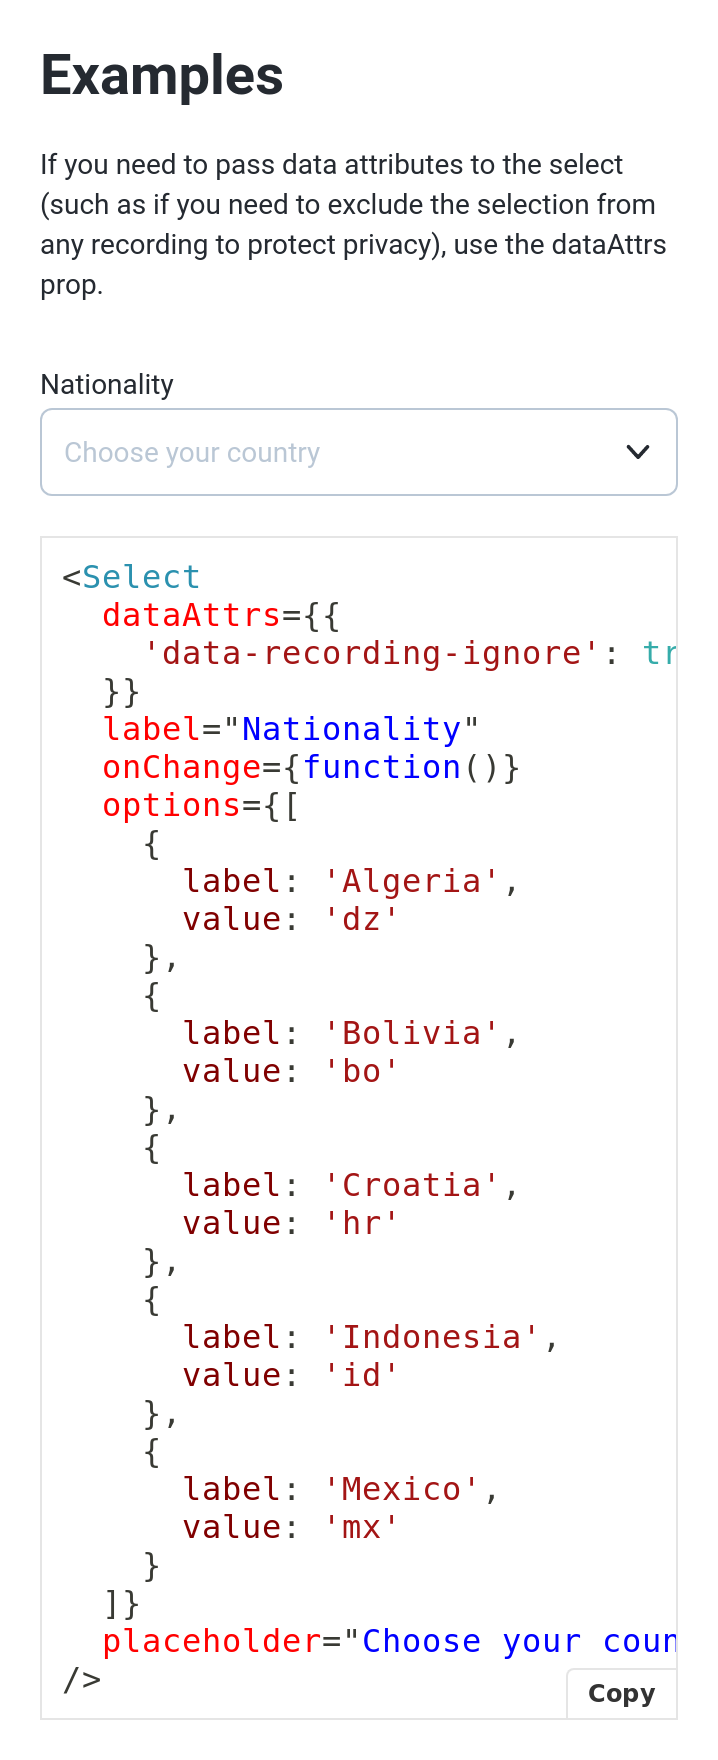 Examples
If you need to pass data attributes to the select
(such as if you need to exclude the selection from
any recording to protect privacy), use the dataAttrs
prop.
Nationality
Choose your country
<Select
  dataAttrs={{
    'data-recording-ignore': tr
  }}
  label="Nationality"
  onChange={function()}
  options={[
    {
      label: 'Algeria',
      value: 'dz'
    },
    {
      label: 'Bolivia',
      value: 'bo'
    },
    {
      label: 'Croatia',
      value: 'hr'
    },
    {
      label: 'Indonesia',
      value: 'id'
    },
    {
      label: 'Mexico',
      value: 'mx'
    }
  ]}
  placeholder="Choose your coun
/>
Copy